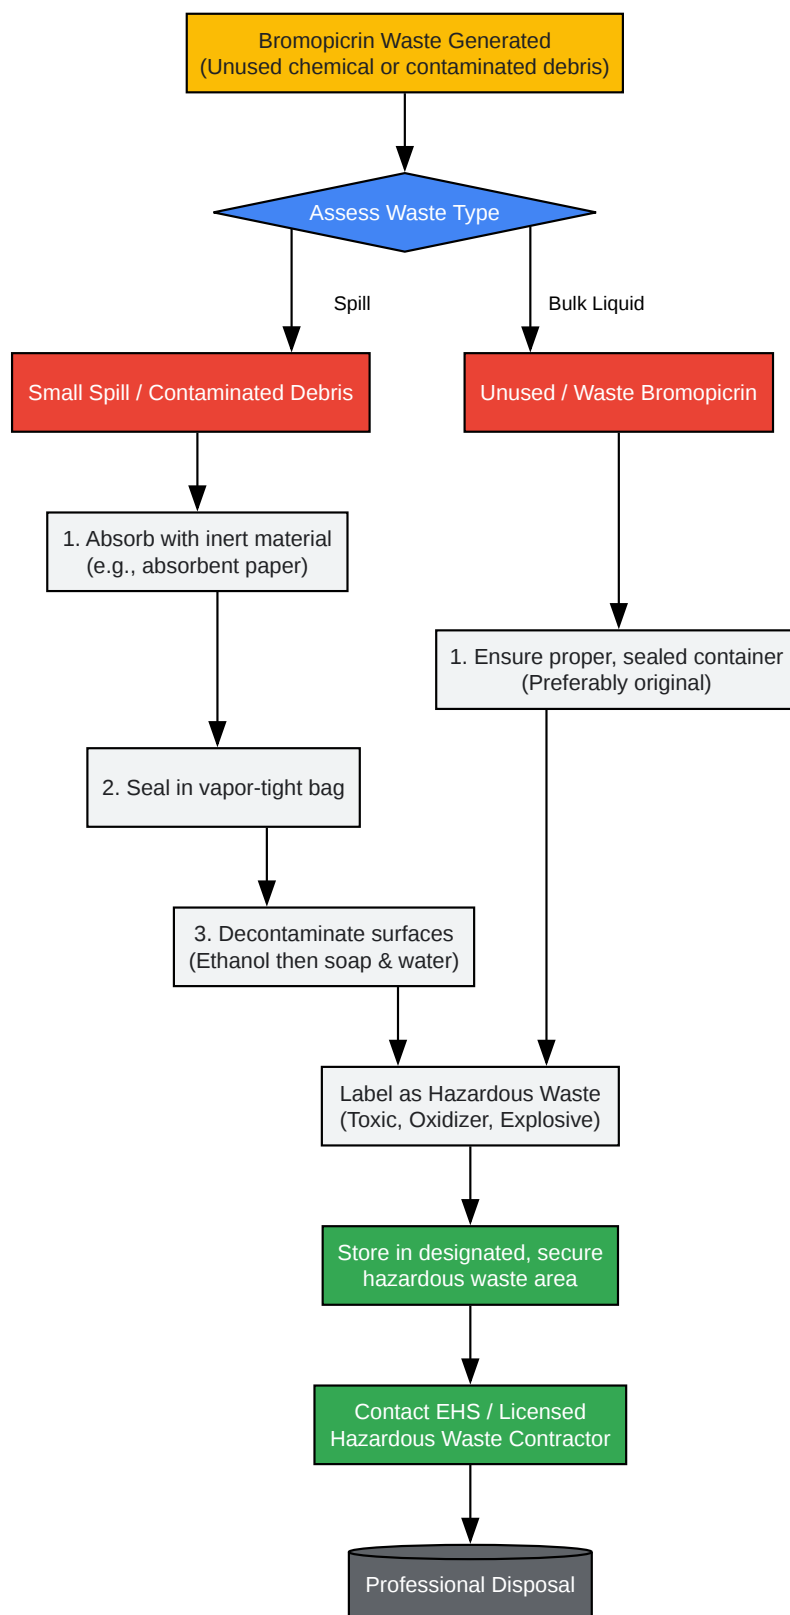 Bromopicrin Waste Generated
(Unused chemical or contaminated debris)
Assess Waste Type
Spill
Bulk Liquid
Small Spill / Contaminated Debris
Unused / Waste Bromopicrin
1. Absorb with inert material
(e.g., absorbent paper)
1. Ensure proper, sealed container
(Preferably original)
2. Seal in vapor-tight bag
3. Decontaminate surfaces
(Ethanol then soap & water)
Label as Hazardous Waste
(Toxic, Oxidizer, Explosive)
Store in designated, secure
hazardous waste area
Contact EHS / Licensed
Hazardous Waste Contractor
Professional Disposal